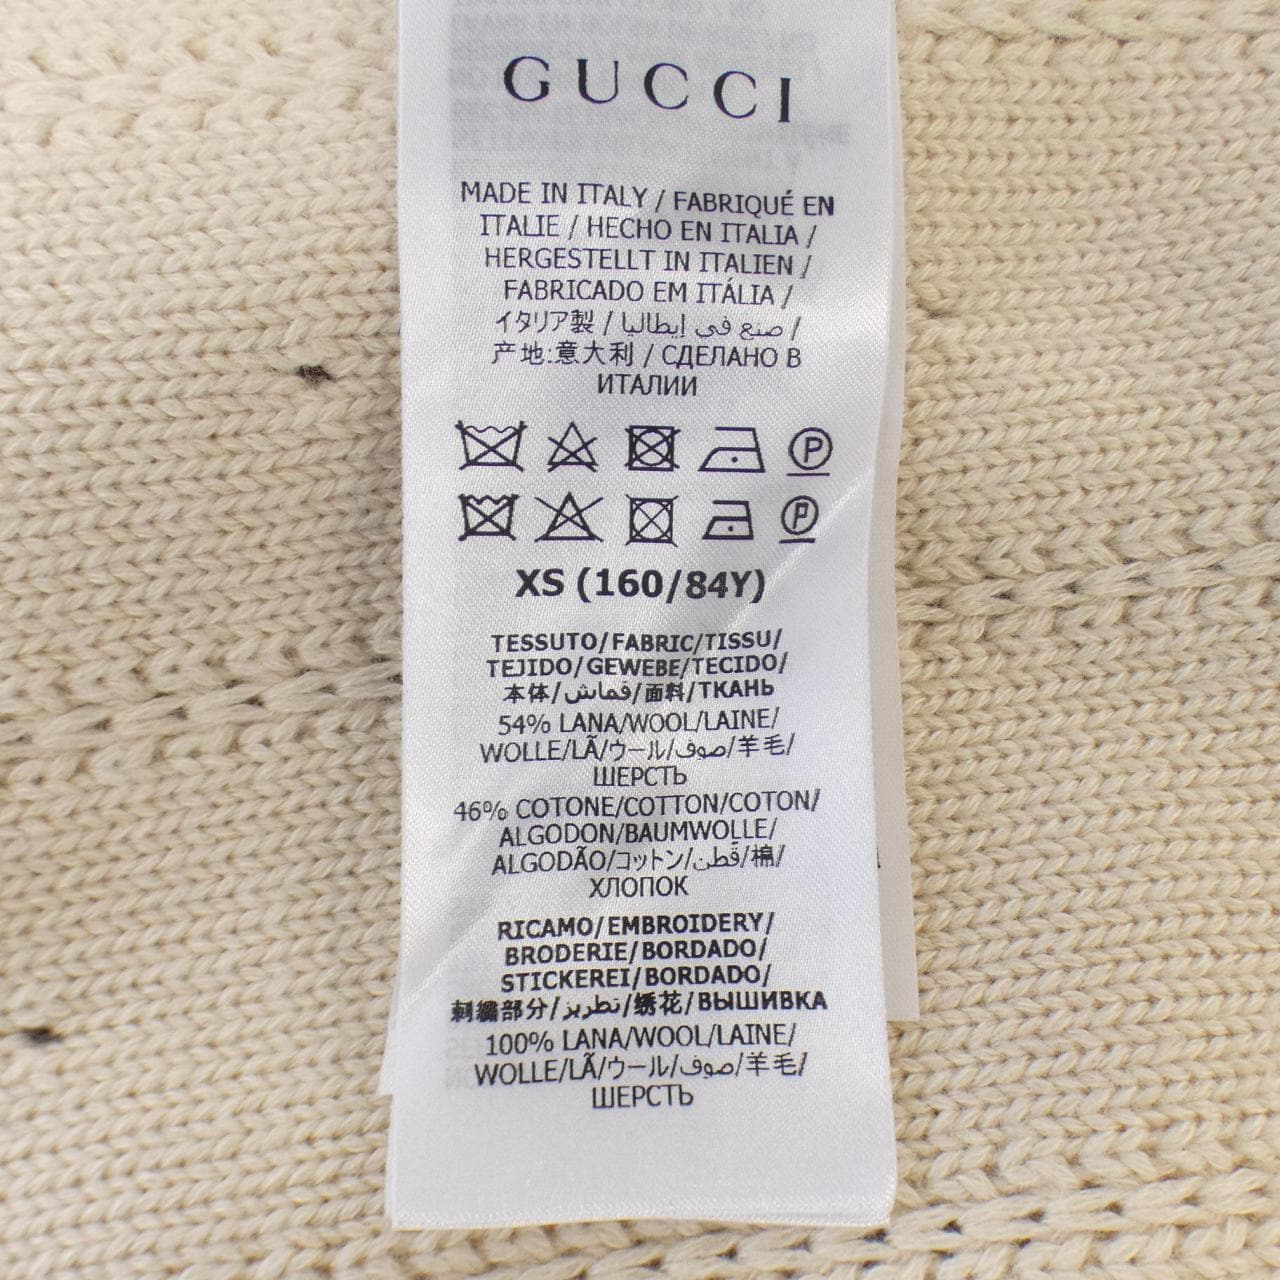 GUCCI
MADE IN ITALY / FABRIQUÉ EN
ITALIE / HECHO EN ITALIA /
HERGESTELLT IN ITALIEN /
FABRICADO EM ITÁLIA /
イタリア製 / صنع في إيطاليا /
产地:意大利 / СДЕЛАНО В
ИТАЛИИ
P
P
XS (160/84Y)
TESSUTO/FABRIC/TISSU/
TEJIDO/GEWEBE/TECIDO/
本体/قماش/面料/ТКАНЬ
54% LANA/WOOL/LAINE/
WOLLE/LÃ/ウール/صوف/羊毛/
ШЕРСТЬ
46% COTONE/COTTON/COTON/
ALGODON/BAUMWOLLE/
ALGODÃO/コットン/قطن/棉/
ХЛОПОК
RICAMO/EMBROIDERY/
BRODERIE/BORDADO/
STICKEREI/BORDADO/
刺繍部分/تطريز/绣花/ВЫШИВКА
100% LANA/WOOL/LAINE/
WOLLE/LÃ/ウール/صوف/羊毛/
ШЕРСТЬ